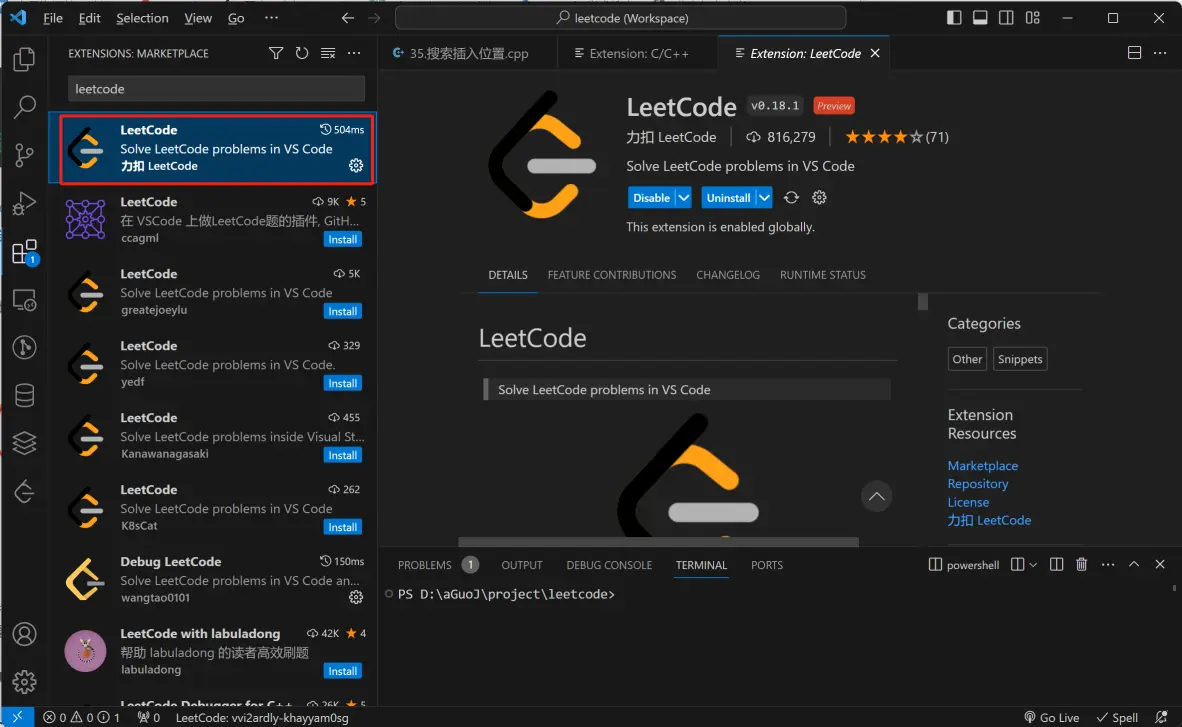 File Edit Selection View Go ··· leetcode (Workspace)
EXTENSIONS: MARKETPLACE
leetcode
LeetCode 504ms
Solve LeetCode problems in VS Code
力扣 LeetCode
LeetCode 9K 5
在 VSCode 上做LeetCode题的插件, GitH...
ccagml Install
LeetCode 5K
Solve LeetCode problems in VS Code
greatejoeylu Install
LeetCode 329
Solve LeetCode problems in VS Code.
yedf Install
LeetCode 455
Solve LeetCode problems inside Visual St...
Kanawanagasaki Install
LeetCode 262
Solve LeetCode problems in VS Code
K8sCat Install
Debug LeetCode 150ms
Solve LeetCode problems in VS Code an...
wangtao0101
LeetCode with labuladong 42K 4
帮助 labuladong 的读者高效刷题
labuladong Install
LeetCode Debugger for C++ 26K 5
1
35.搜索插入位置.cpp Extension: C/C++ Extension: LeetCode
LeetCode v0.18.1 Preview
力扣 LeetCode 816,279 (71)
Solve LeetCode problems in VS Code
Disable Uninstall
This extension is enabled globally.
DETAILS FEATURE CONTRIBUTIONS CHANGELOG RUNTIME STATUS
LeetCode
Solve LeetCode problems in VS Code
Categories
Other Snippets
Extension
Resources
Marketplace
Repository
License
力扣 LeetCode
PROBLEMS 1 OUTPUT DEBUG CONSOLE TERMINAL PORTS powershell
PS D:\aGuoJ\project\leetcode>
0 0 1 0 LeetCode: vvi2ardly-khayyam0sg Go Live Spell